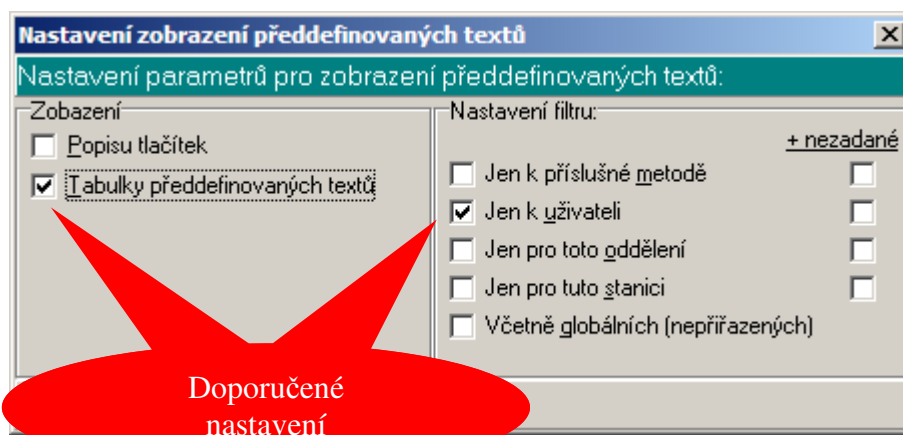 Nastavení zobrazení předdefinovaných textů
Nastavení parametrů pro zobrazení předdefinovaných textů:
Zobazení
Popisu tlačítek
Tabulky předdefinovaných textů
Nastavení filtru:
+ nezadané
Jen k příslušné metodě
Jen k uživateli
Jen pro toto oddělení
Jen pro tuto stanici
Včetně globálních (nepřiřazených)
Doporučené
nastavení